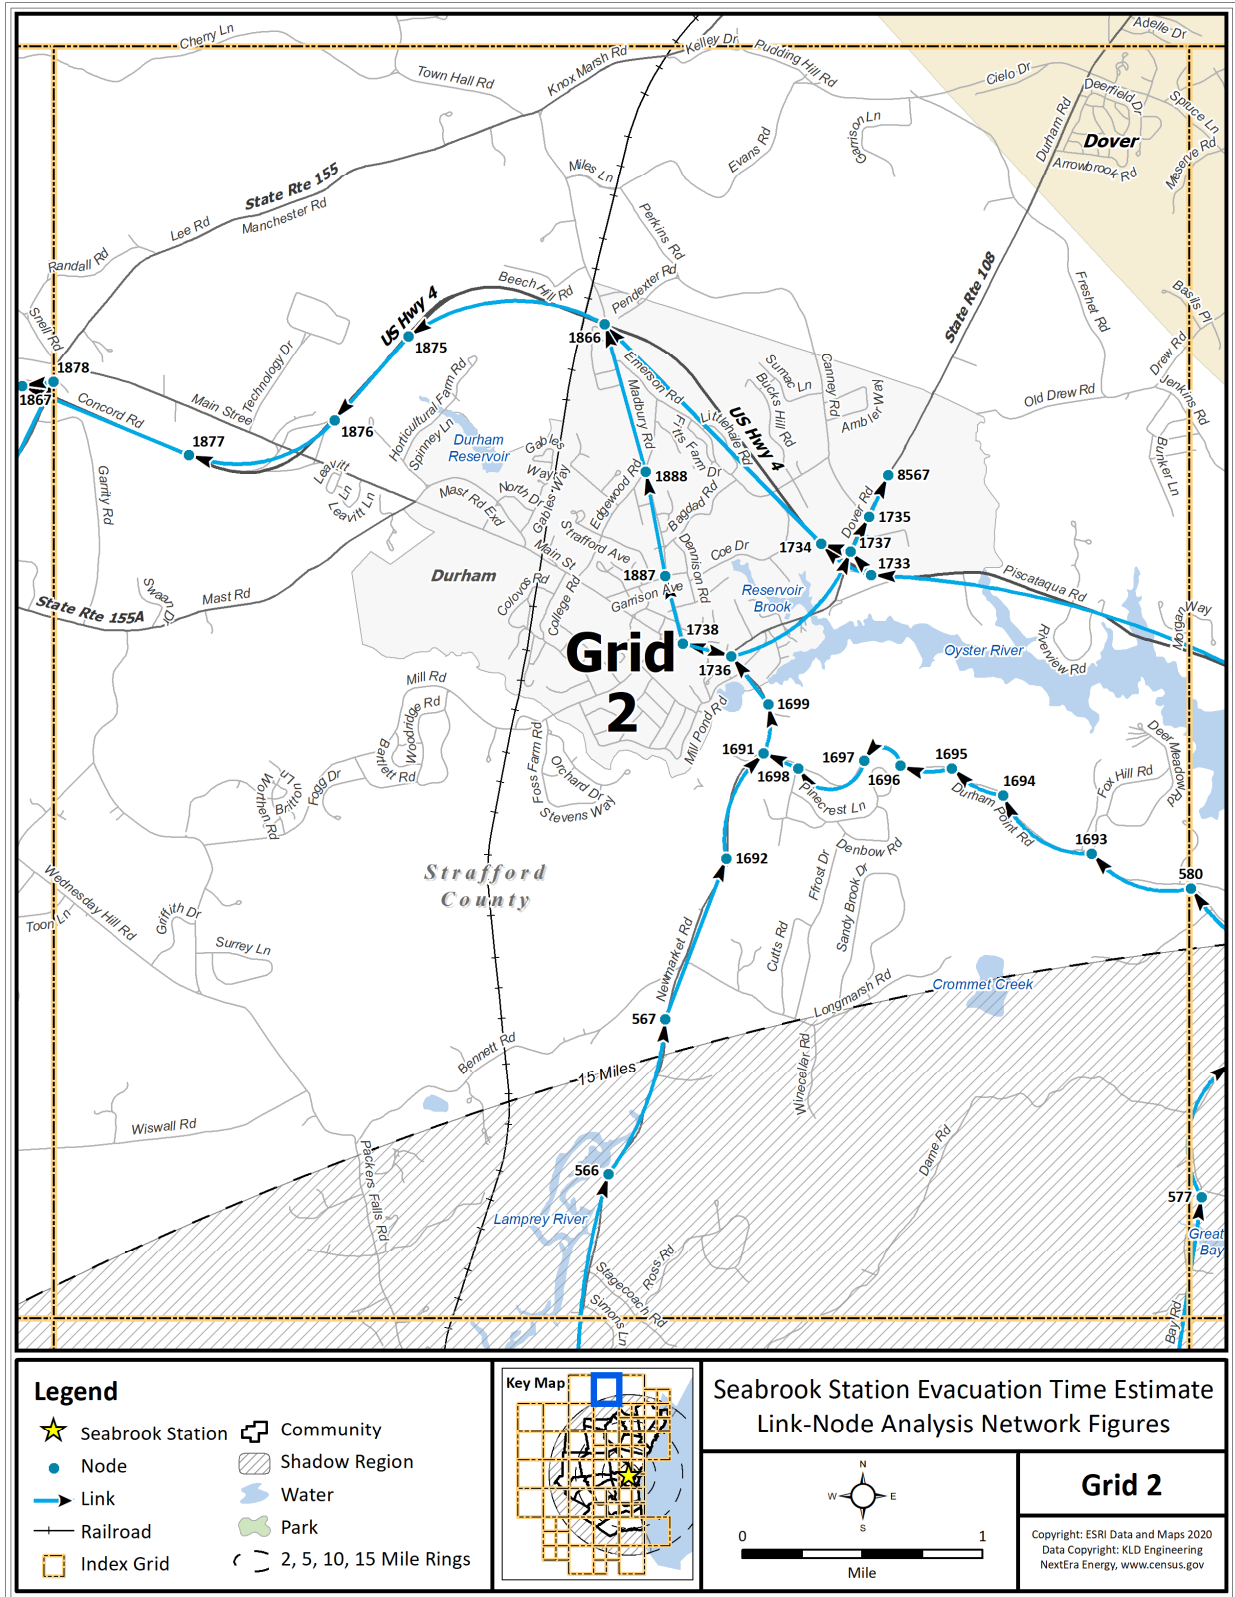 Cherry Ln
Town Hall Rd
Knox Marsh Rd
Kelley Dr
Pudding Hill Rd
Cielo Dr
Adelle Dr
Deerfield Dr
Spruce Ln
Dover
Durham Rd
Arrowbrook Rd
Meserve Rd
Garrison Ln
Evans Rd
Miles Ln
State Rte 155
Manchester Rd
Lee Rd
Randall Rd
Perkins Rd
Pendexter Rd
Beech Hill Rd
State Rte 108
Freshet Rd
Basils Pl
Snell Rd
US Hwy 4
1875
1866
Drew Rd
Jenkins Rd
Old Drew Rd
Bunker Ln
1878
1867
Concord Rd
Main Stree
Technology Dr
1876
1877
Horticultural Farm Rd
Spinney Ln
Durham
Reservoir
Emerson Rd
Madbury Rd
Fitts Farm Dr
Littlehale Rd
US Hwy 4
Sumac Ln
Bucks Hill Rd
Canney Rd
Ambler Way
Gables
Way
Gables Way
Leavitt
Ln
Leavitt Ln
Garrity Rd
Mast Rd Exd
North Dr
Edgewood Rd
1888
Bagdad Rd
8567
Dover Rd
1735
1737
1734
1733
Strafford Ave
Main St
Dennison Rd
Coe Dr
1887
Garrison Ave
Durham
Colovos Rd
College Rd
Reservoir
Brook
Piscataqua Rd
Morgan Way
Swaan Dr
Mast Rd
State Rte 155A
1738
1736
Oyster River
Riverview Rd
Grid
2
Mill Rd
Woodridge Rd
Bartlett Rd
Fogg Dr
Britton
Ln
Worthen Rd
Foss Farm Rd
Orchard Dr
Stevens Way
Mill Pond Rd
1699
1691
1698
1697
1696
1695
1694
Pinecrest Ln
Durham Point Rd
Fox Hill Rd
Deer Meadow Rd
1693
Denbow Rd
1692
580
Strafford
County
Wednesday Hill Rd
Toon Ln
Griffith Dr
Surrey Ln
Ffrost Dr
Sandy Brook Dr
Cutts Rd
Newmarket Rd
Longmarsh Rd
Crommet Creek
567
15 Miles
Bennett Rd
Winecellar Rd
Wiswall Rd
Packers Falls Rd
Dame Rd
566
Lamprey River
577
Great
Bay
Ross Rd
Stagecoach Rd
Simons Ln
Bay Rd
Legend
Seabrook Station
Node
Link
Railroad
Index Grid
Community
Shadow Region
Water
Park
2, 5, 10, 15 Mile Rings
Key Map
Seabrook Station Evacuation Time Estimate
Link-Node Analysis Network Figures
N
W E
S
0 1
Mile
Grid 2
Copyright: ESRI Data and Maps 2020
Data Copyright: KLD Engineering
NextEra Energy, www.census.gov